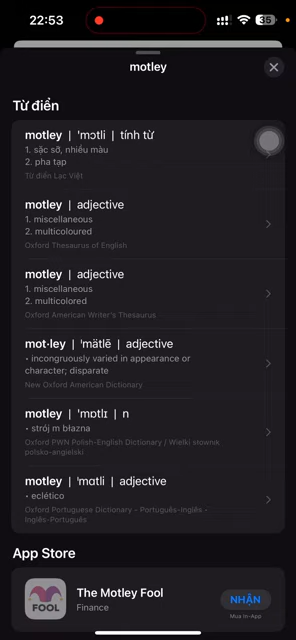 22:53
35
motley
Từ điển
motley | 'mɔtli | tính từ
1. sặc sỡ, nhiều màu
2. pha tạp
Từ điển Lạc Việt
motley | adjective
1. miscellaneous
2. multicoloured
Oxford Thesaurus of English
motley | adjective
1. miscellaneous
2. multicolored
Oxford American Writer's Thesaurus
mot·ley | ˈmätlē | adjective
• incongruously varied in appearance or
character; disparate
New Oxford American Dictionary
motley | ˈmɒtlɪ | n
• strój m błazna
Oxford PWN Polish-English Dictionary / Wielki słownik
polsko-angielski
motley | ˈmɑtli | adjective
• eclético
Oxford Portuguese Dictionary - Português-Inglês -
Inglês-Português
App Store
FOOL
The Motley Fool
Finance
NHẬN
Mua In-App